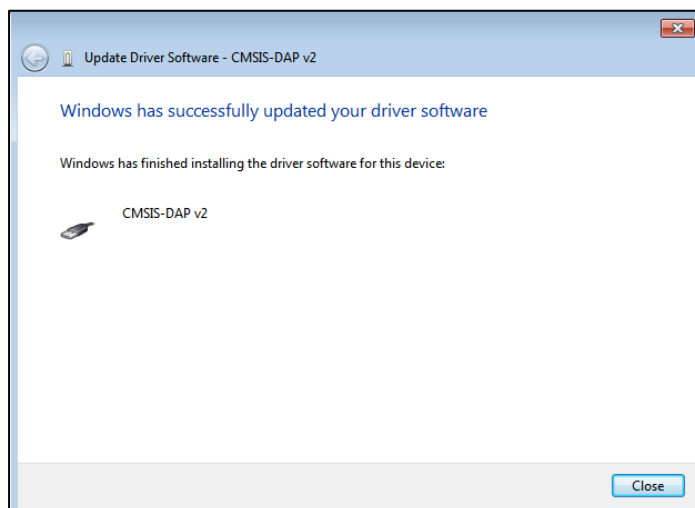 Update Driver Software - CMSIS-DAP v2
Windows has successfully updated your driver software
Windows has finished installing the driver software for this device:
CMSIS-DAP v2
Close